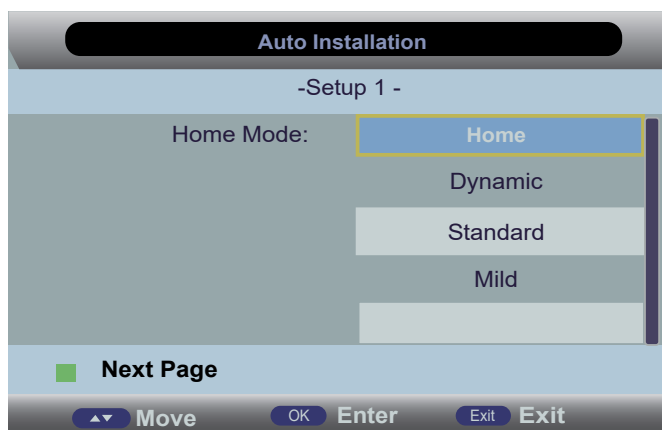 Auto Installation
-Setup 1 -
Home Mode: Home
Dynamic
Standard
Mild
Next Page
Move OK Enter Exit Exit